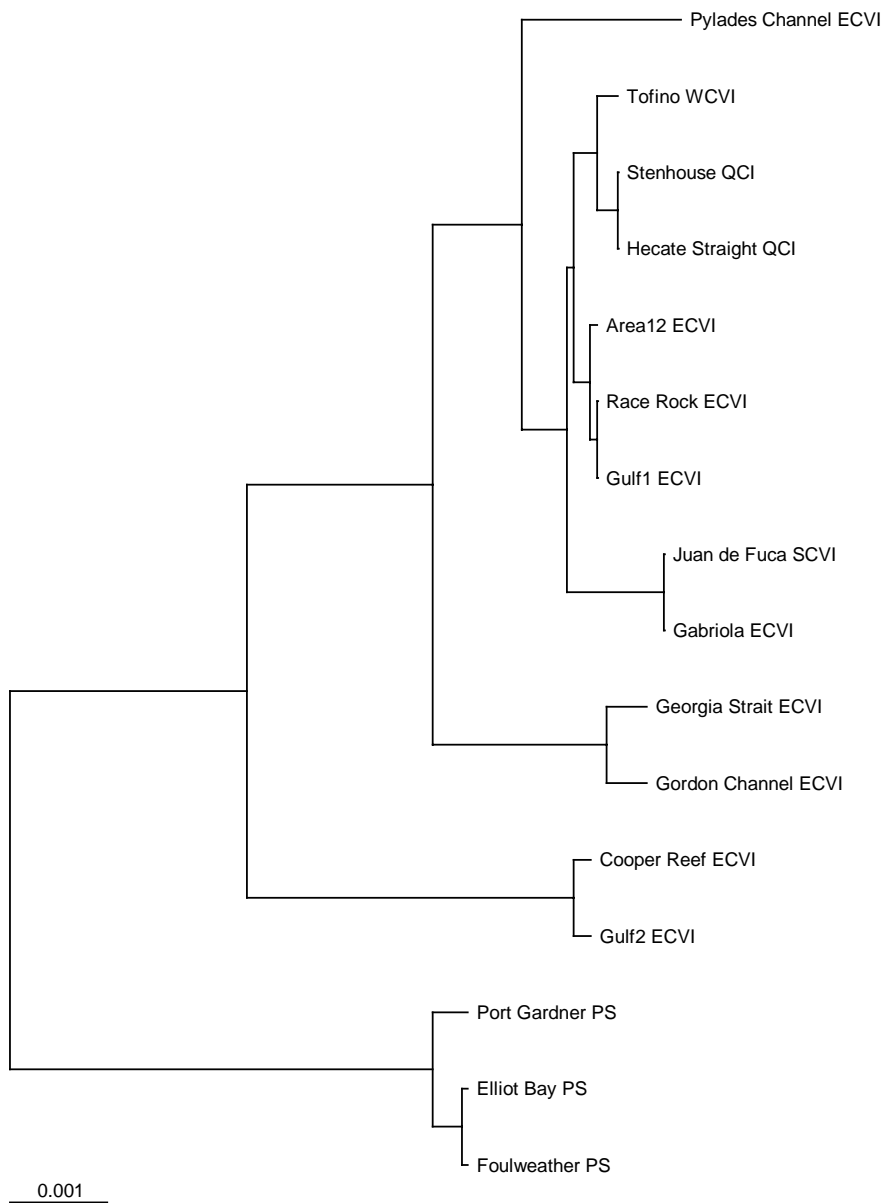 Pylades Channel ECVI
Tofino WCVI
Stenhouse QCI
Hecate Straight QCI
Area12 ECVI
Race Rock ECVI
Gulf1 ECVI
Juan de Fuca SCVI
Gabriola ECVI
Georgia Strait ECVI
Gordon Channel ECVI
Cooper Reef ECVI
Gulf2 ECVI
Port Gardner PS
Elliot Bay PS
Foulweather PS
0.001